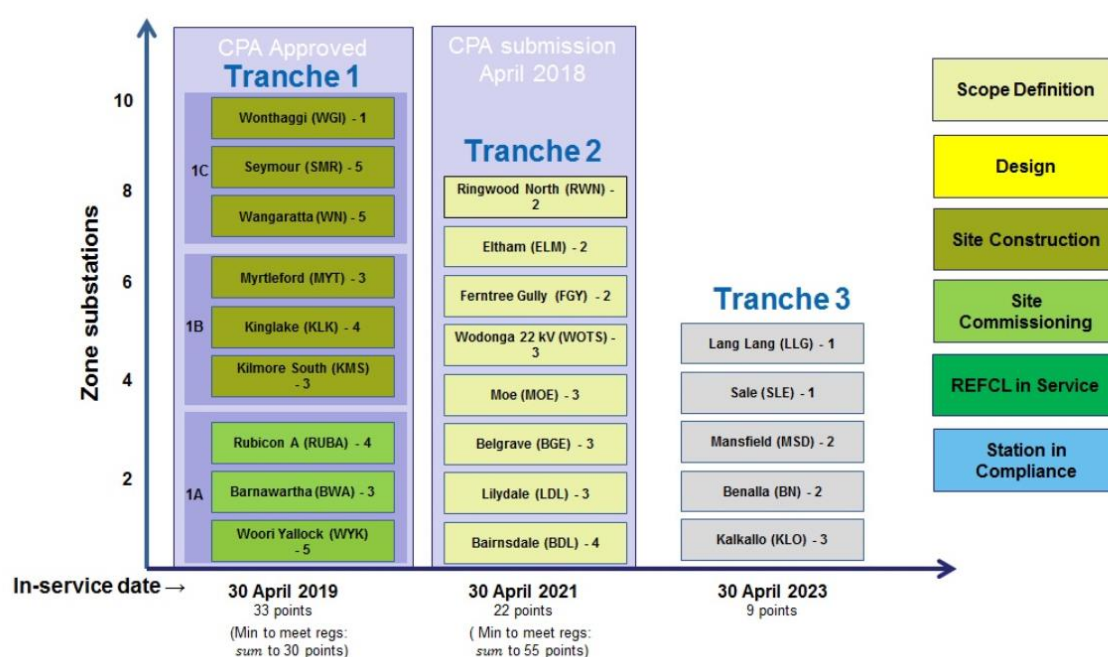 CPA Approved
Tranche 1
CPA submission
April 2018
Tranche 2
Tranche 3
Zone substations
10
8
6
4
2
1C
Wonthaggi (WGI) - 1
Seymour (SMR) - 5
Wangaratta (WN) - 5
1B
Myrtleford (MYT) - 3
Kinglake (KLK) - 4
Kilmore South (KMS)
- 3
1A
Rubicon A (RUBA) - 4
Barnawartha (BWA) - 3
Woori Yallock (WYK)
- 5
Ringwood North (RWN) -
2
Eltham (ELM) - 2
Ferntree Gully (FGY) - 2
Wodonga 22 kV (WOTS) -
3
Moe (MOE) - 3
Belgrave (BGE) - 3
Lilydale (LDL) - 3
Bairnsdale (BDL) - 4
Lang Lang (LLG) - 1
Sale (SLE) - 1
Mansfield (MSD) - 2
Benalla (BN) - 2
Kalkallo (KLO) - 3
Scope Definition
Design
Site Construction
Site
Commissioning
REFCL in Service
Station in
Compliance
In-service date →
30 April 2019
33 points
(Min to meet regs:
sum to 30 points)
30 April 2021
22 points
( Min to meet regs:
sum to 55 points)
30 April 2023
9 points